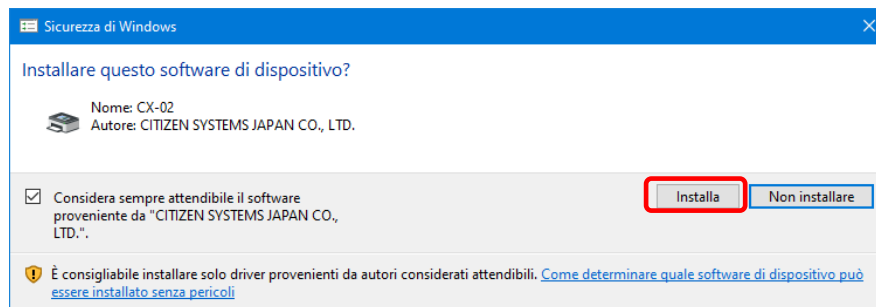 Sicurezza di Windows
Installare questo software di dispositivo?
Nome: CX-02
Autore: CITIZEN SYSTEMS JAPAN CO., LTD.
Considera sempre attendibile il software
proveniente da "CITIZEN SYSTEMS JAPAN CO.,
LTD.".
Installa
Non installare
È consigliabile installare solo driver provenienti da autori considerati attendibili. Come determinare quale software di dispositivo può
essere installato senza pericoli